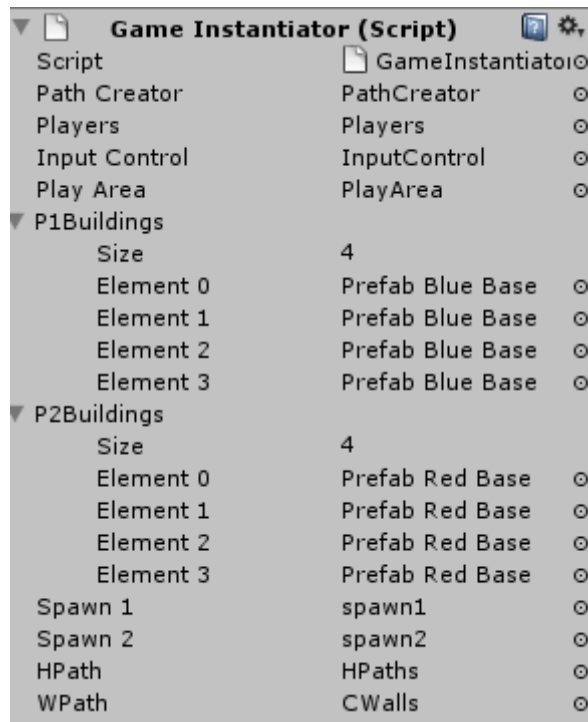 Game Instantiator (Script)
Script GameInstantiato
Path Creator PathCreator
Players Players
Input Control InputControl
Play Area PlayArea
P1Buildings
Size 4
Element 0 Prefab Blue Base
Element 1 Prefab Blue Base
Element 2 Prefab Blue Base
Element 3 Prefab Blue Base
P2Buildings
Size 4
Element 0 Prefab Red Base
Element 1 Prefab Red Base
Element 2 Prefab Red Base
Element 3 Prefab Red Base
Spawn 1 spawn1
Spawn 2 spawn2
HPath HPaths
WPath CWalls